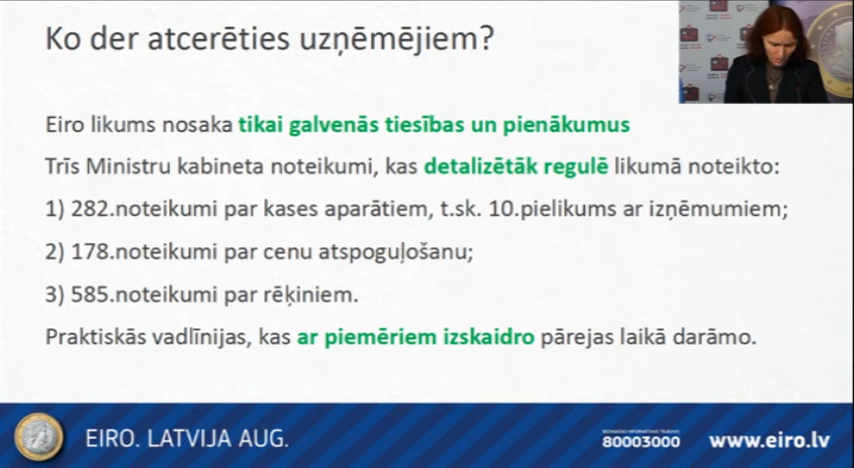 Ko der atcerēties uzņēmējiem?
Eiro likums nosaka tikai galvenās tiesības un pienākumus
Trīs Ministru kabineta noteikumi, kas detalizētāk regulē likumā noteikto:
1) 282.noteikumi par kases aparātiem, t.sk. 10.pielikums ar izņēmumiem;
2) 178.noteikumi par cenu atspoguļošanu;
3) 585.noteikumi par rēķiniem.
Praktiskās vadlīnijas, kas ar piemēriem izskaidro pārejas laikā darāmo.
EIRO. LATVIJA AUG.
80003000
www.eiro.lv